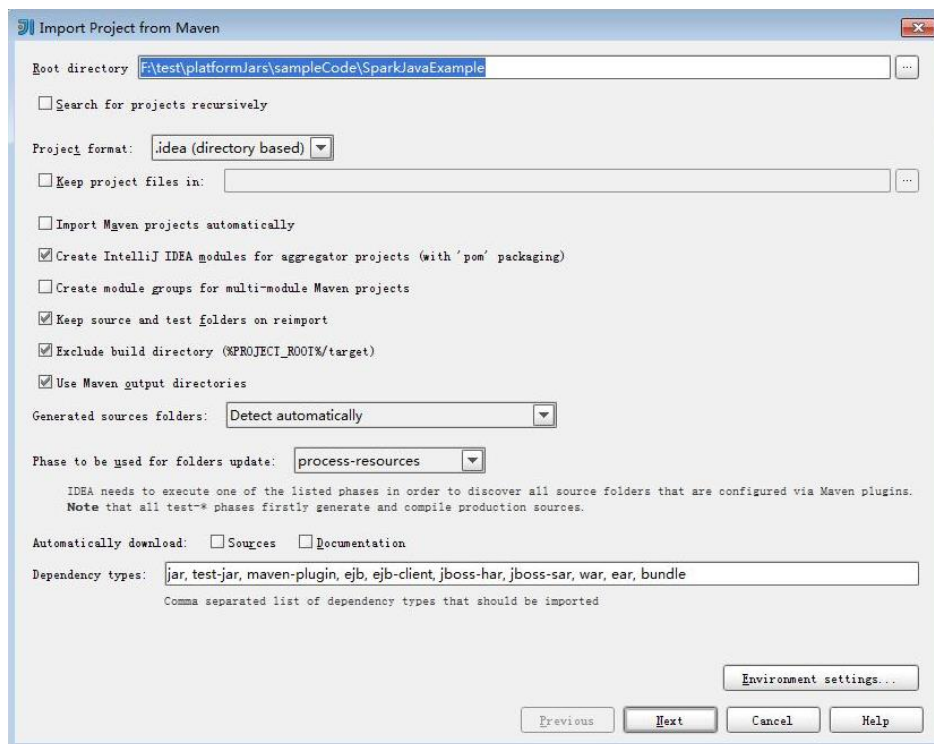 Import Project from Maven
Root directory F:\test\platformJars\sampleCode\SparkJavaExample ...
Search for projects recursively
Project format: .idea (directory based)
Keep project files in: ...
Import Maven projects automatically
Create IntelliJ IDEA modules for aggregator projects (with 'pom' packaging)
Create module groups for multi-module Maven projects
Keep source and test folders on reimport
Exclude build directory (%PROJECT_ROOT%/target)
Use Maven output directories
Generated sources folders: Detect automatically
Phase to be used for folders update: process-resources
IDEA needs to execute one of the listed phases in order to discover all source folders that are configured via Maven plugins.
Note that all test-* phases firstly generate and compile production sources.
Automatically download: Sources Documentation
Dependency types: jar, test-jar, maven-plugin, ejb, ejb-client, jboss-har, jboss-sar, war, ear, bundle
Comma separated list of dependency types that should be imported
Environment settings...
Previous Next Cancel Help